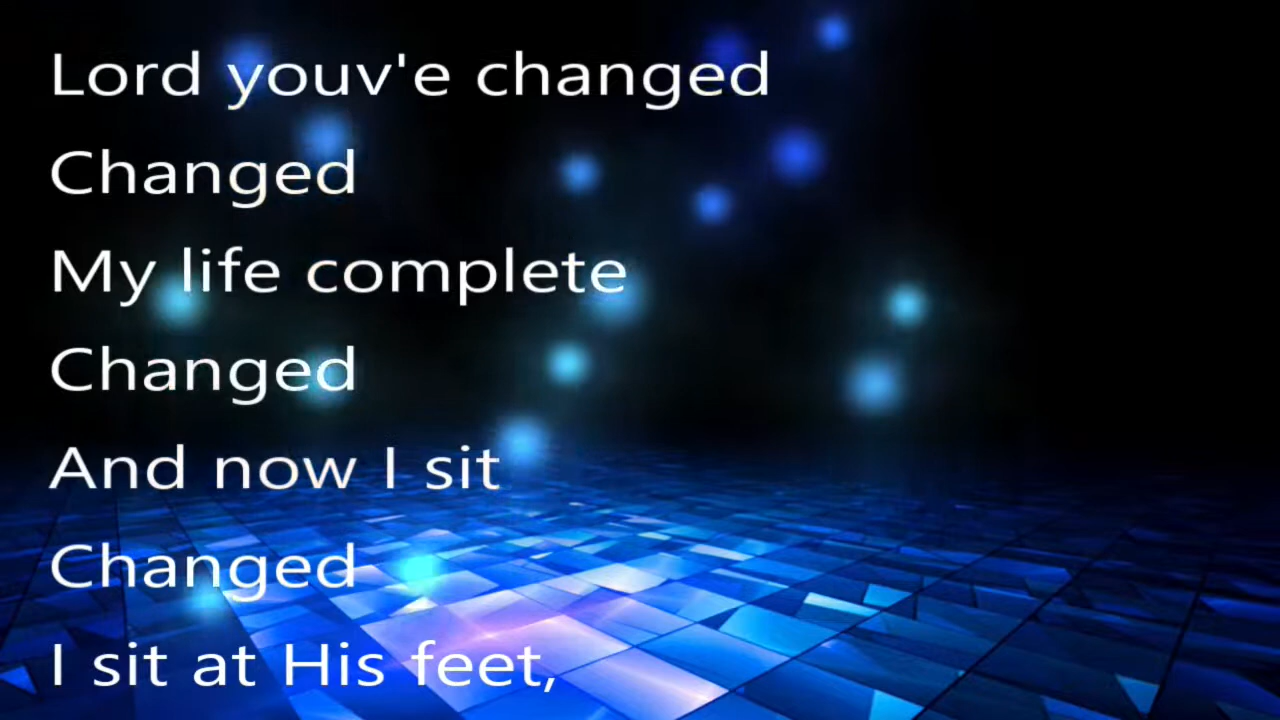 Lord youv'e changed
Changed
My life complete
Changed
And now I sit
Changed
I sit at His feet,